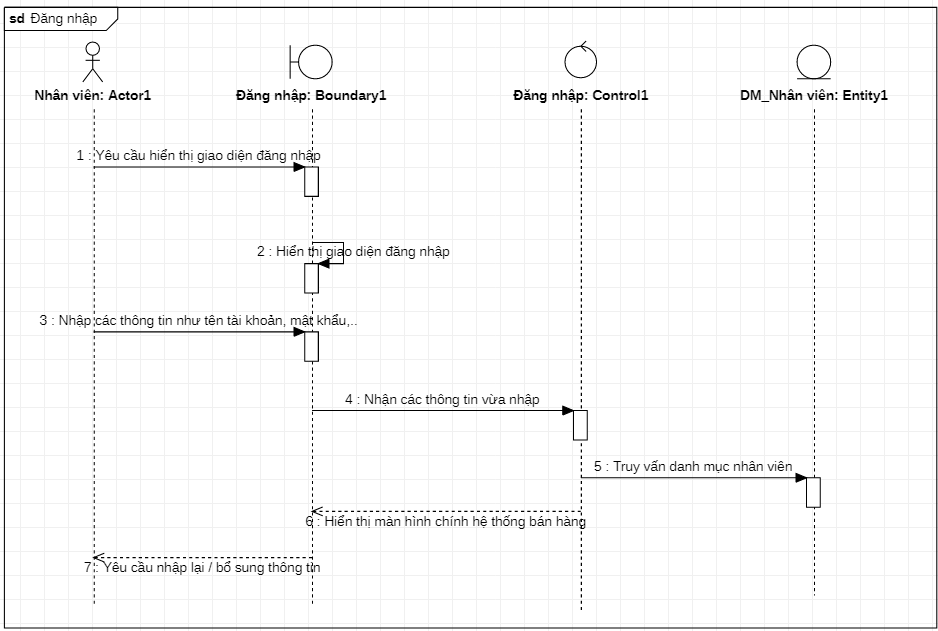 sd Đăng nhập
Nhân viên: Actor1
Đăng nhập: Boundary1
Đăng nhập: Control1
DM_Nhân viên: Entity1
1 : Yêu cầu hiển thị giao diện đăng nhập
2 : Hiển thị giao diện đăng nhập
3 : Nhập các thông tin như tên tài khoản, mật khẩu,..
4 : Nhận các thông tin vừa nhập
5 : Truy vấn danh mục nhân viên
6 : Hiển thị màn hình chính hệ thống bán hàng
7 : Yêu cầu nhập lại / bổ sung thông tin